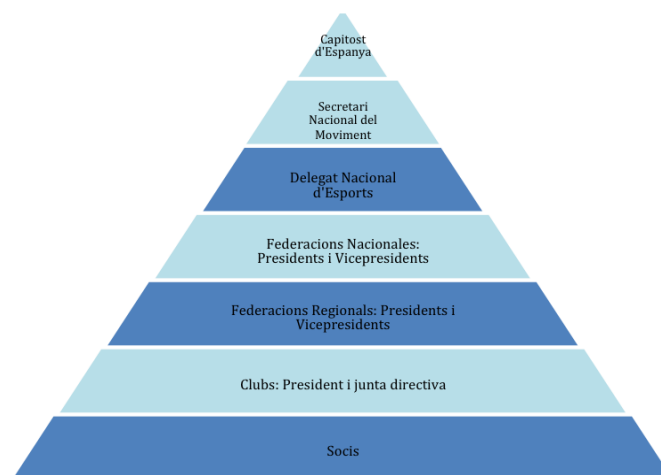 Capitost
d'Espanya
Secretari
Nacional del
Moviment
Delegat Nacional
d'Esports
Federacions Nacionales:
Presidents i Vicepresidents
Federacions Regionals: Presidents i
Vicepresidents
Clubs: President i junta directiva
Socis